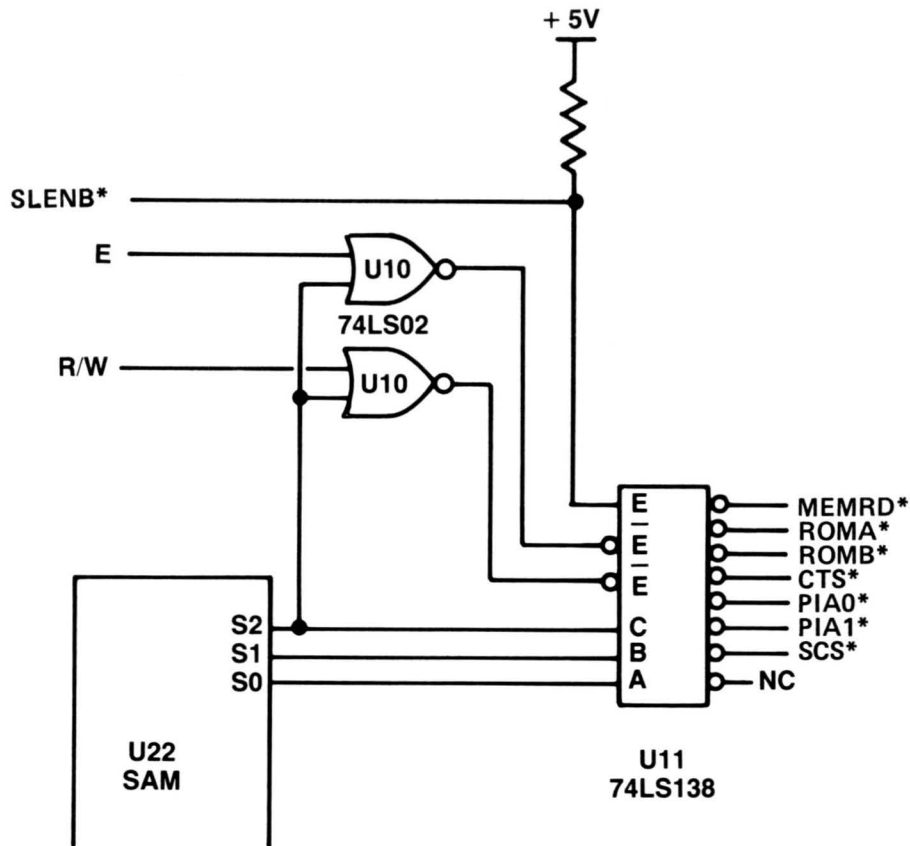 + 5V
SLENB*
E
U10
74LS02
R/W
U10
E
MEMRD*
E
ROMA*
ROMB*
E
CTS*
PIA0*
S2
C
PIA1*
S1
B
SCS*
S0
A
NC
U22
SAM
U11
74LS138